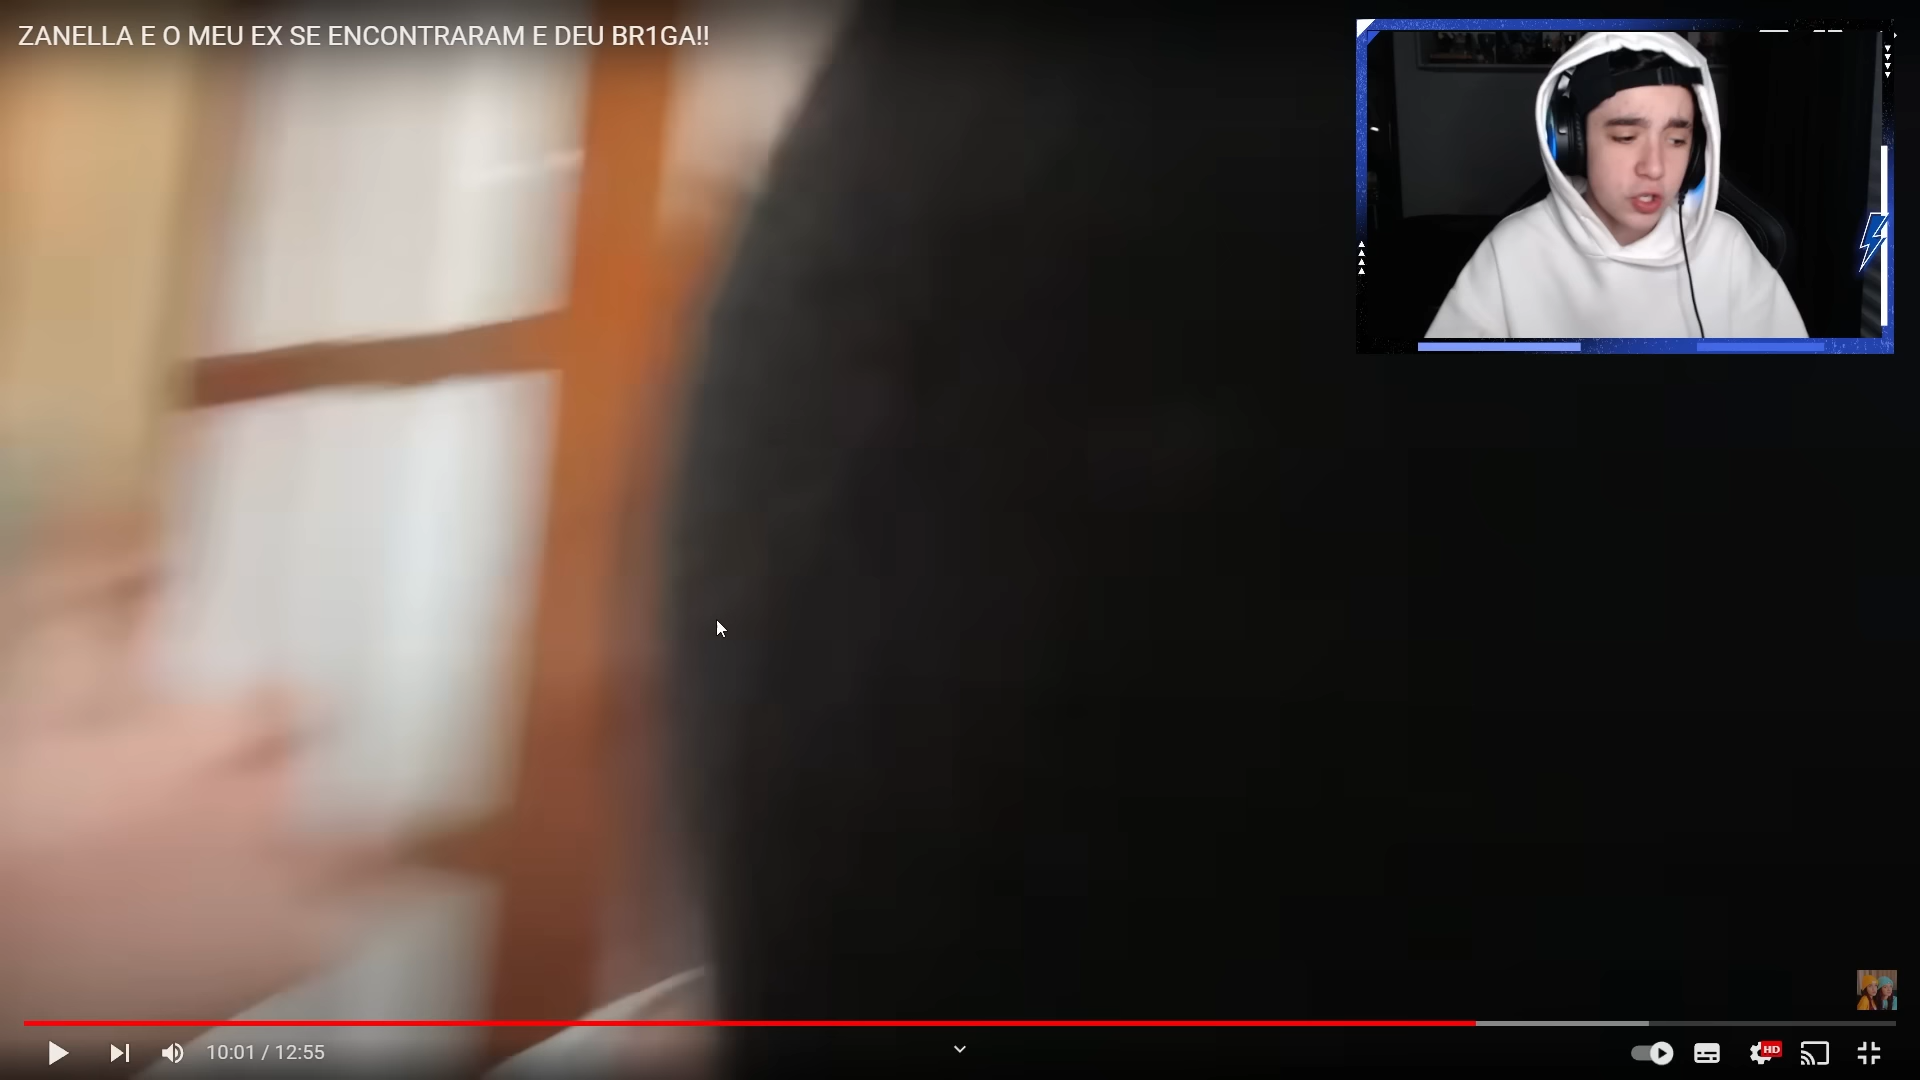 ZANELLA E O MEU EX SE ENCONTRARAM E DEU BR1GA!!
10:01 / 12:55
HD